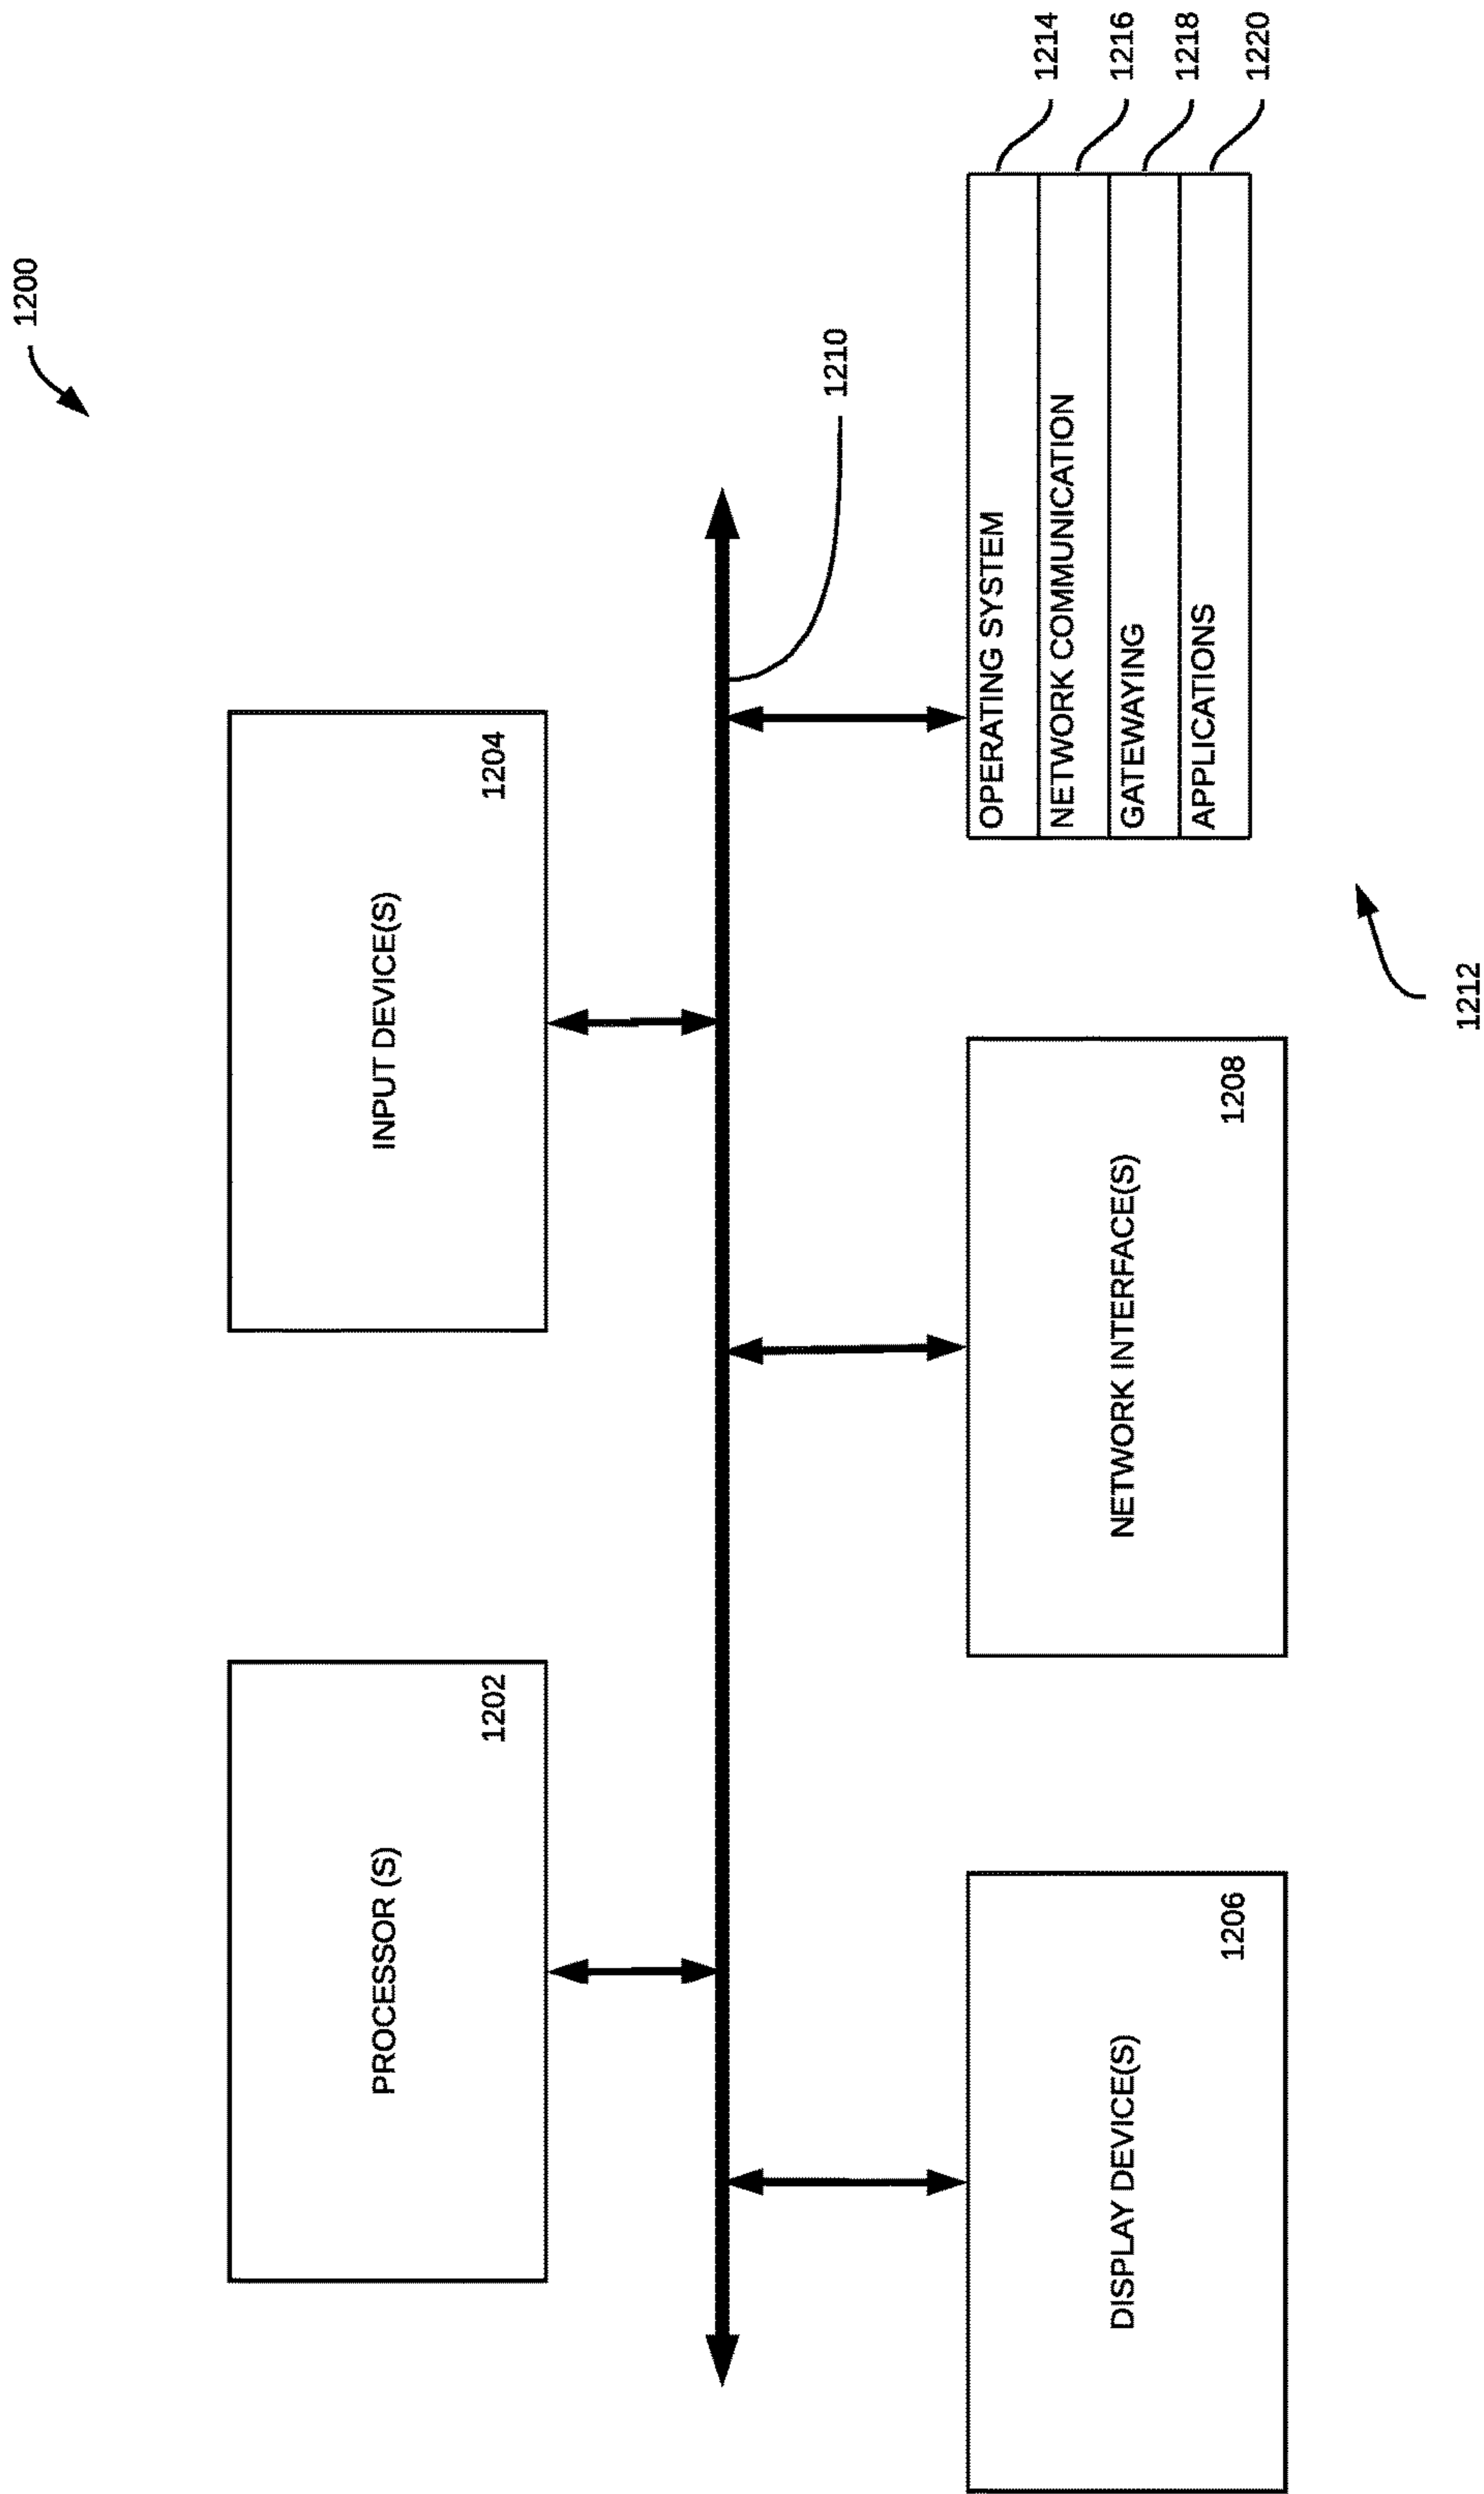 1200
PROCESSOR (S)
1202
INPUT DEVICE(S)
1204
1210
DISPLAY DEVICE(S)
1206
NETWORK INTERFACE(S)
1208
OPERATING SYSTEM
1214
NETWORK COMMUNICATION
1216
GATEWAYING
1218
APPLICATIONS
1220
1212